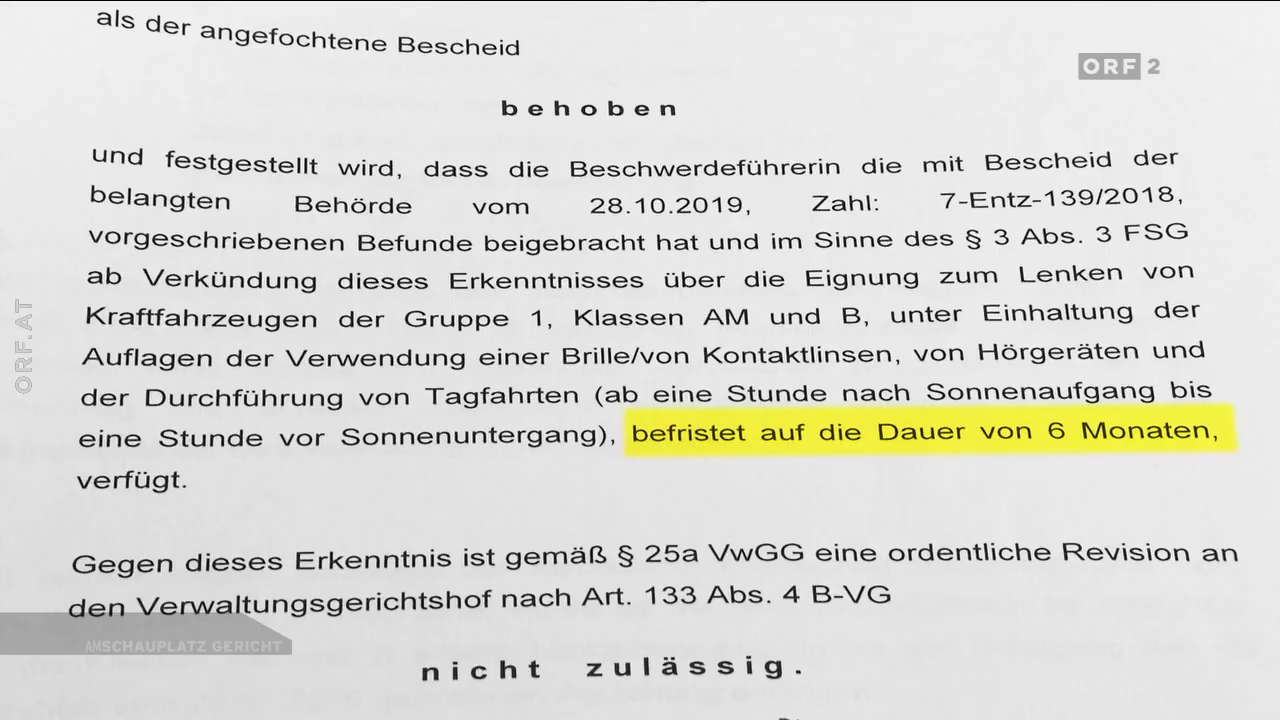 als der angefochtene Bescheid
ORF 2
behoben
und festgestellt wird, dass die Beschwerdeführerin die mit Bescheid der
belangten Behörde vom 28.10.2019, Zahl: 7-Entz-139/2018,
vorgeschriebenen Befunde beigebracht hat und im Sinne des § 3 Abs. 3 FSG
ab Verkündung dieses Erkenntnisses über die Eignung zum Lenken von
Kraftfahrzeugen der Gruppe 1, Klassen AM und B, unter Einhaltung der
Auflagen der Verwendung einer Brille/von Kontaktlinsen, von Hörgeräten und
der Durchführung von Tagfahrten (ab eine Stunde nach Sonnenaufgang bis
eine Stunde vor Sonnenuntergang), befristet auf die Dauer von 6 Monaten,
verfügt.
Gegen dieses Erkenntnis ist gemäß § 25a VwGG eine ordentliche Revision an
den Verwaltungsgerichtshof nach Art. 133 Abs. 4 B-VG
nicht zulässig.
ORF.AT
AMSCHAUPLATZ GERICHT